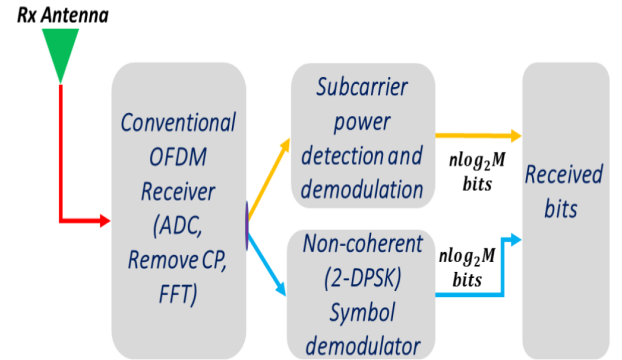 Rx Antenna
Conventional
OFDM
Receiver
(ADC,
Remove CP,
FFT)
Subcarrier
power
detection and
demodulation
nlog₂M
bits
Non-coherent
(2-DPSK)
Symbol
demodulator
nlog₂M
bits
Received
bits